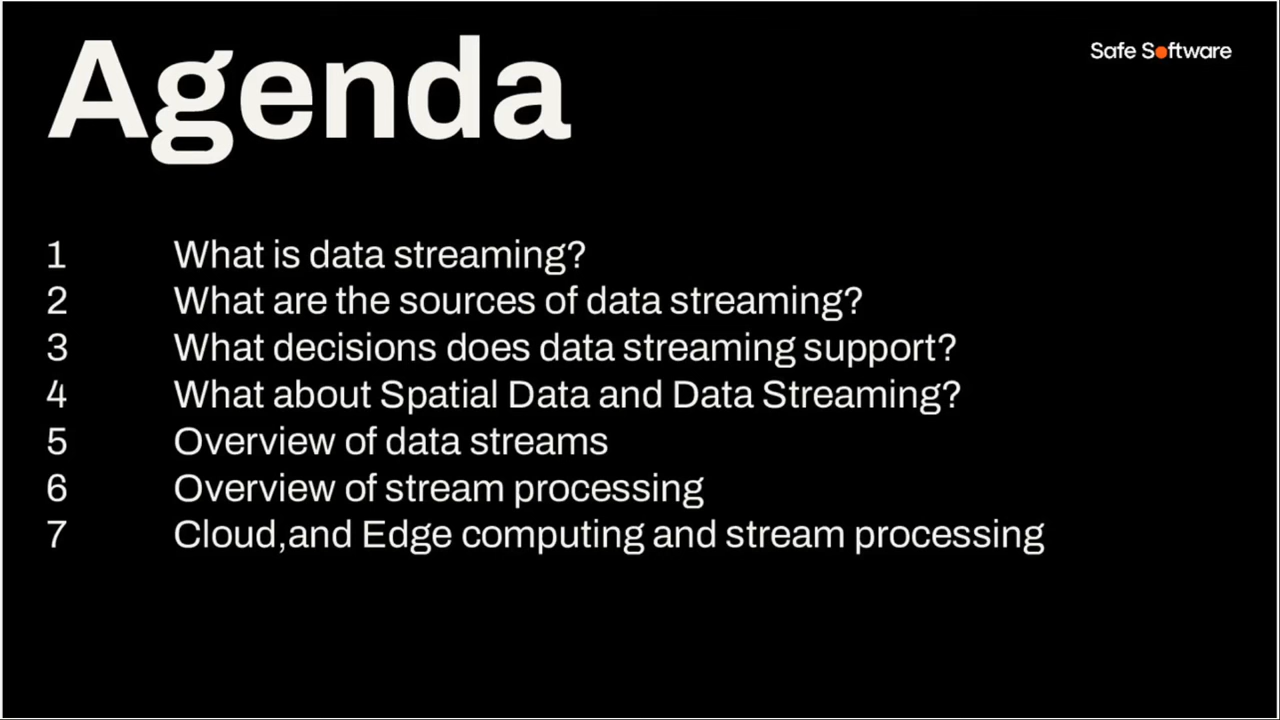 Agenda
Safe Software
1 What is data streaming?
2 What are the sources of data streaming?
3 What decisions does data streaming support?
4 What about Spatial Data and Data Streaming?
5 Overview of data streams
6 Overview of stream processing
7 Cloud,and Edge computing and stream processing